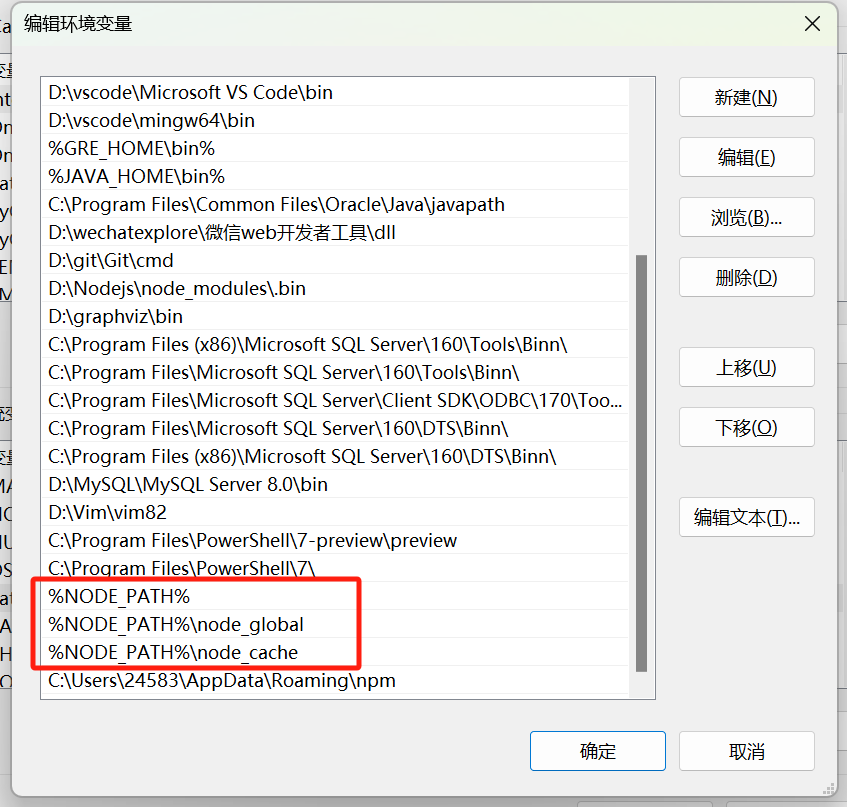 编辑环境变量
D:\vscode\Microsoft VS Code\bin
新建(N)
D:\vscode\mingw64\bin
%GRE_HOME\bin%
编辑(E)
%JAVA_HOME\bin%
C:\Program Files\Common Files\Oracle\Java\javapath
浏览(B)...
D:\wechatexplore\微信web开发者工具\dll
D:\git\Git\cmd
删除(D)
D:\Nodejs\node_modules\.bin
D:\graphviz\bin
C:\Program Files (x86)\Microsoft SQL Server\160\Tools\Binn\
上移(U)
C:\Program Files\Microsoft SQL Server\160\Tools\Binn\
C:\Program Files\Microsoft SQL Server\Client SDK\ODBC\170\Too...
下移(O)
C:\Program Files\Microsoft SQL Server\160\DTS\Binn\
C:\Program Files (x86)\Microsoft SQL Server\160\DTS\Binn\
D:\MySQL\MySQL Server 8.0\bin
D:\Vim\vim82
编辑文本(T)...
C:\Program Files\PowerShell\7-preview\preview
C:\Program Files\PowerShell\7\
%NODE_PATH%
%NODE_PATH%\node_global
%NODE_PATH%\node_cache
C:\Users\24583\AppData\Roaming\npm
确定
取消